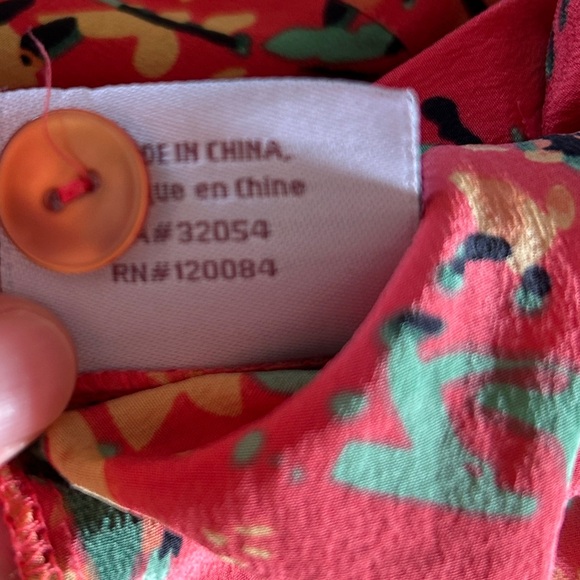 DE IN CHINA.
que en Chine
A#32054
RN#120084